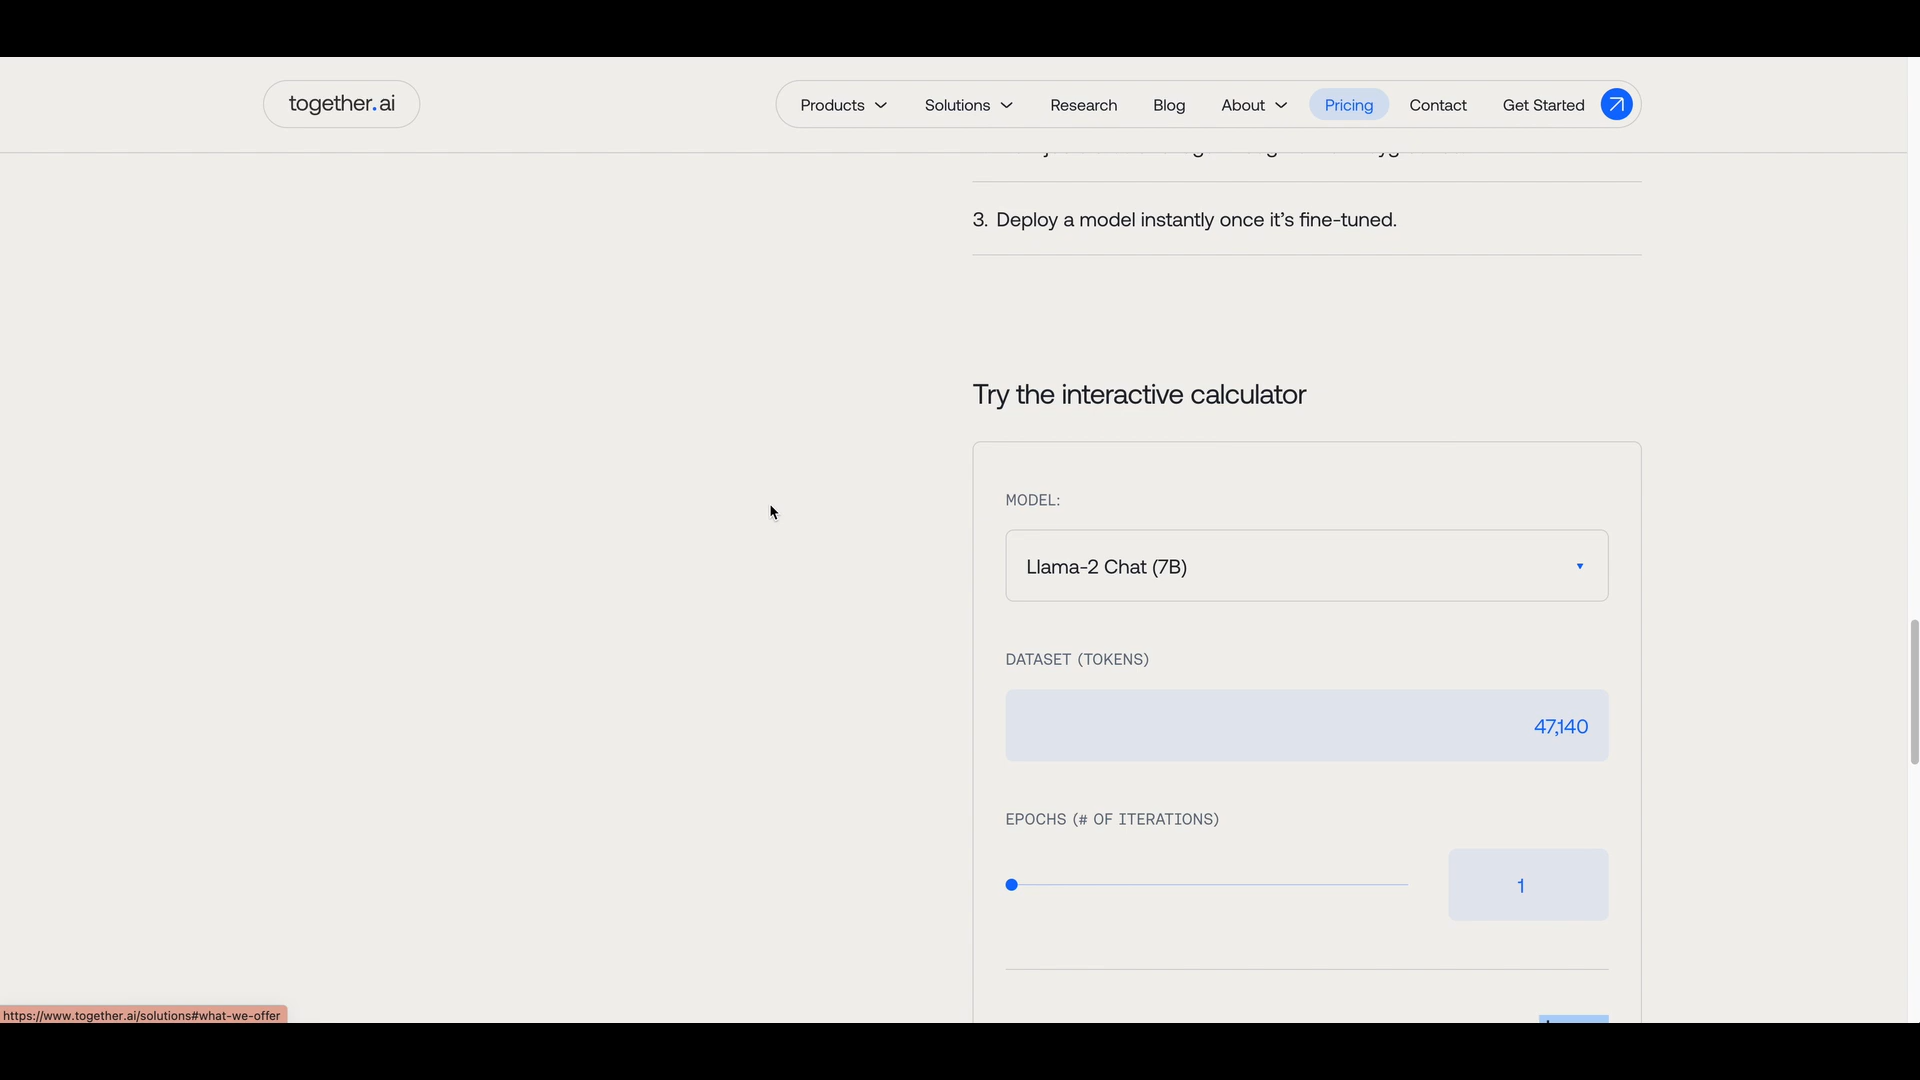 together.ai
Products Solutions Research Blog About Pricing Contact Get Started
3. Deploy a model instantly once it’s fine-tuned.
Try the interactive calculator
MODEL:
Llama-2 Chat (7B)
DATASET (TOKENS)
47,140
EPOCHS (# OF ITERATIONS)
1
https://www.together.ai/solutions#what-we-offer